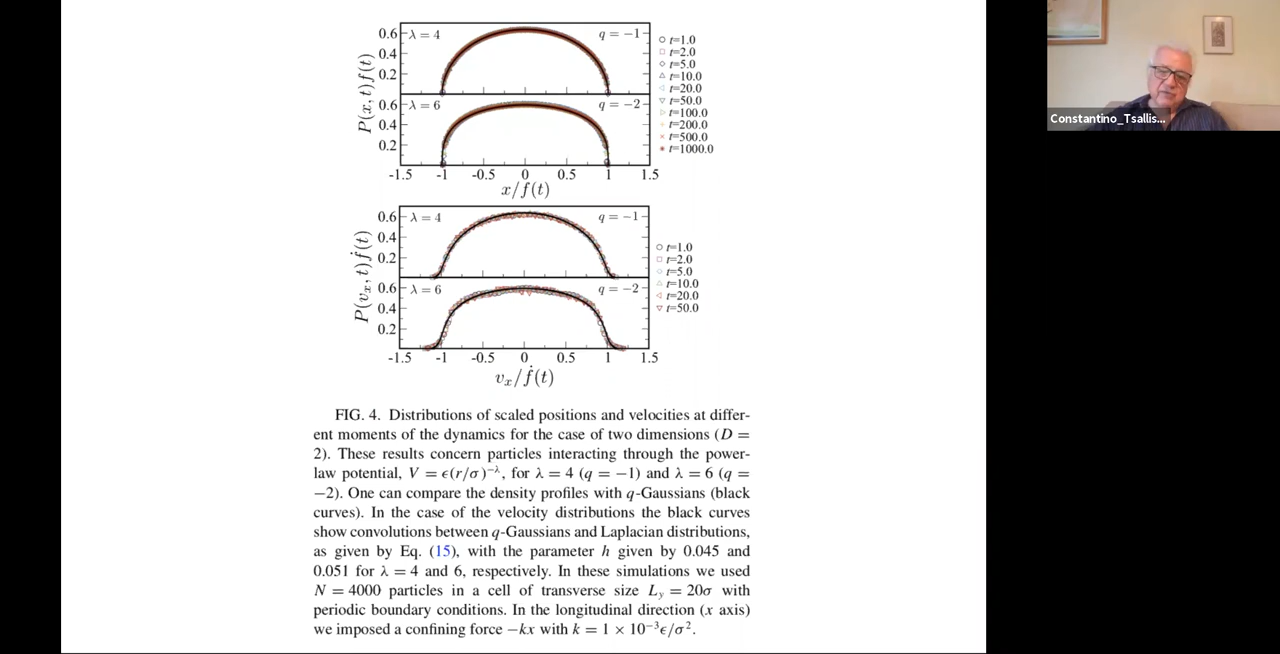 0.6
λ = 4
q = −1
0.4
0.2
0.6
λ = 6
q = −2
0.4
0.2
P(x, t)f(t)
-1.5 -1 -0.5 0 0.5 1 1.5
x/f(t)
t=1.0
t=2.0
t=5.0
t=10.0
t=20.0
t=50.0
t=100.0
t=200.0
t=500.0
t=1000.0
0.6
λ = 4
q = −1
0.4
0.2
0.6
λ = 6
q = −2
0.4
0.2
P(vₓ, t)ḟ(t)
-1.5 -1 -0.5 0 0.5 1 1.5
vₓ/ḟ(t)
t=1.0
t=2.0
t=5.0
t=10.0
t=20.0
t=50.0
FIG. 4. Distributions of scaled positions and velocities at differ-
ent moments of the dynamics for the case of two dimensions (D =
2). These results concern particles interacting through the power-
law potential, V = ϵ(r/σ)^−λ, for λ = 4 (q = −1) and λ = 6 (q =
−2). One can compare the density profiles with q-Gaussians (black
curves). In the case of the velocity distributions the black curves
show convolutions between q-Gaussians and Laplacian distributions,
as given by Eq. (15), with the parameter h given by 0.045 and
0.051 for λ = 4 and 6, respectively. In these simulations we used
N = 4000 particles in a cell of transverse size L_y = 20σ with
periodic boundary conditions. In the longitudinal direction (x axis)
we imposed a confining force −kx with k = 1 × 10⁻³ϵ/σ².
Constantino_Tsallis...